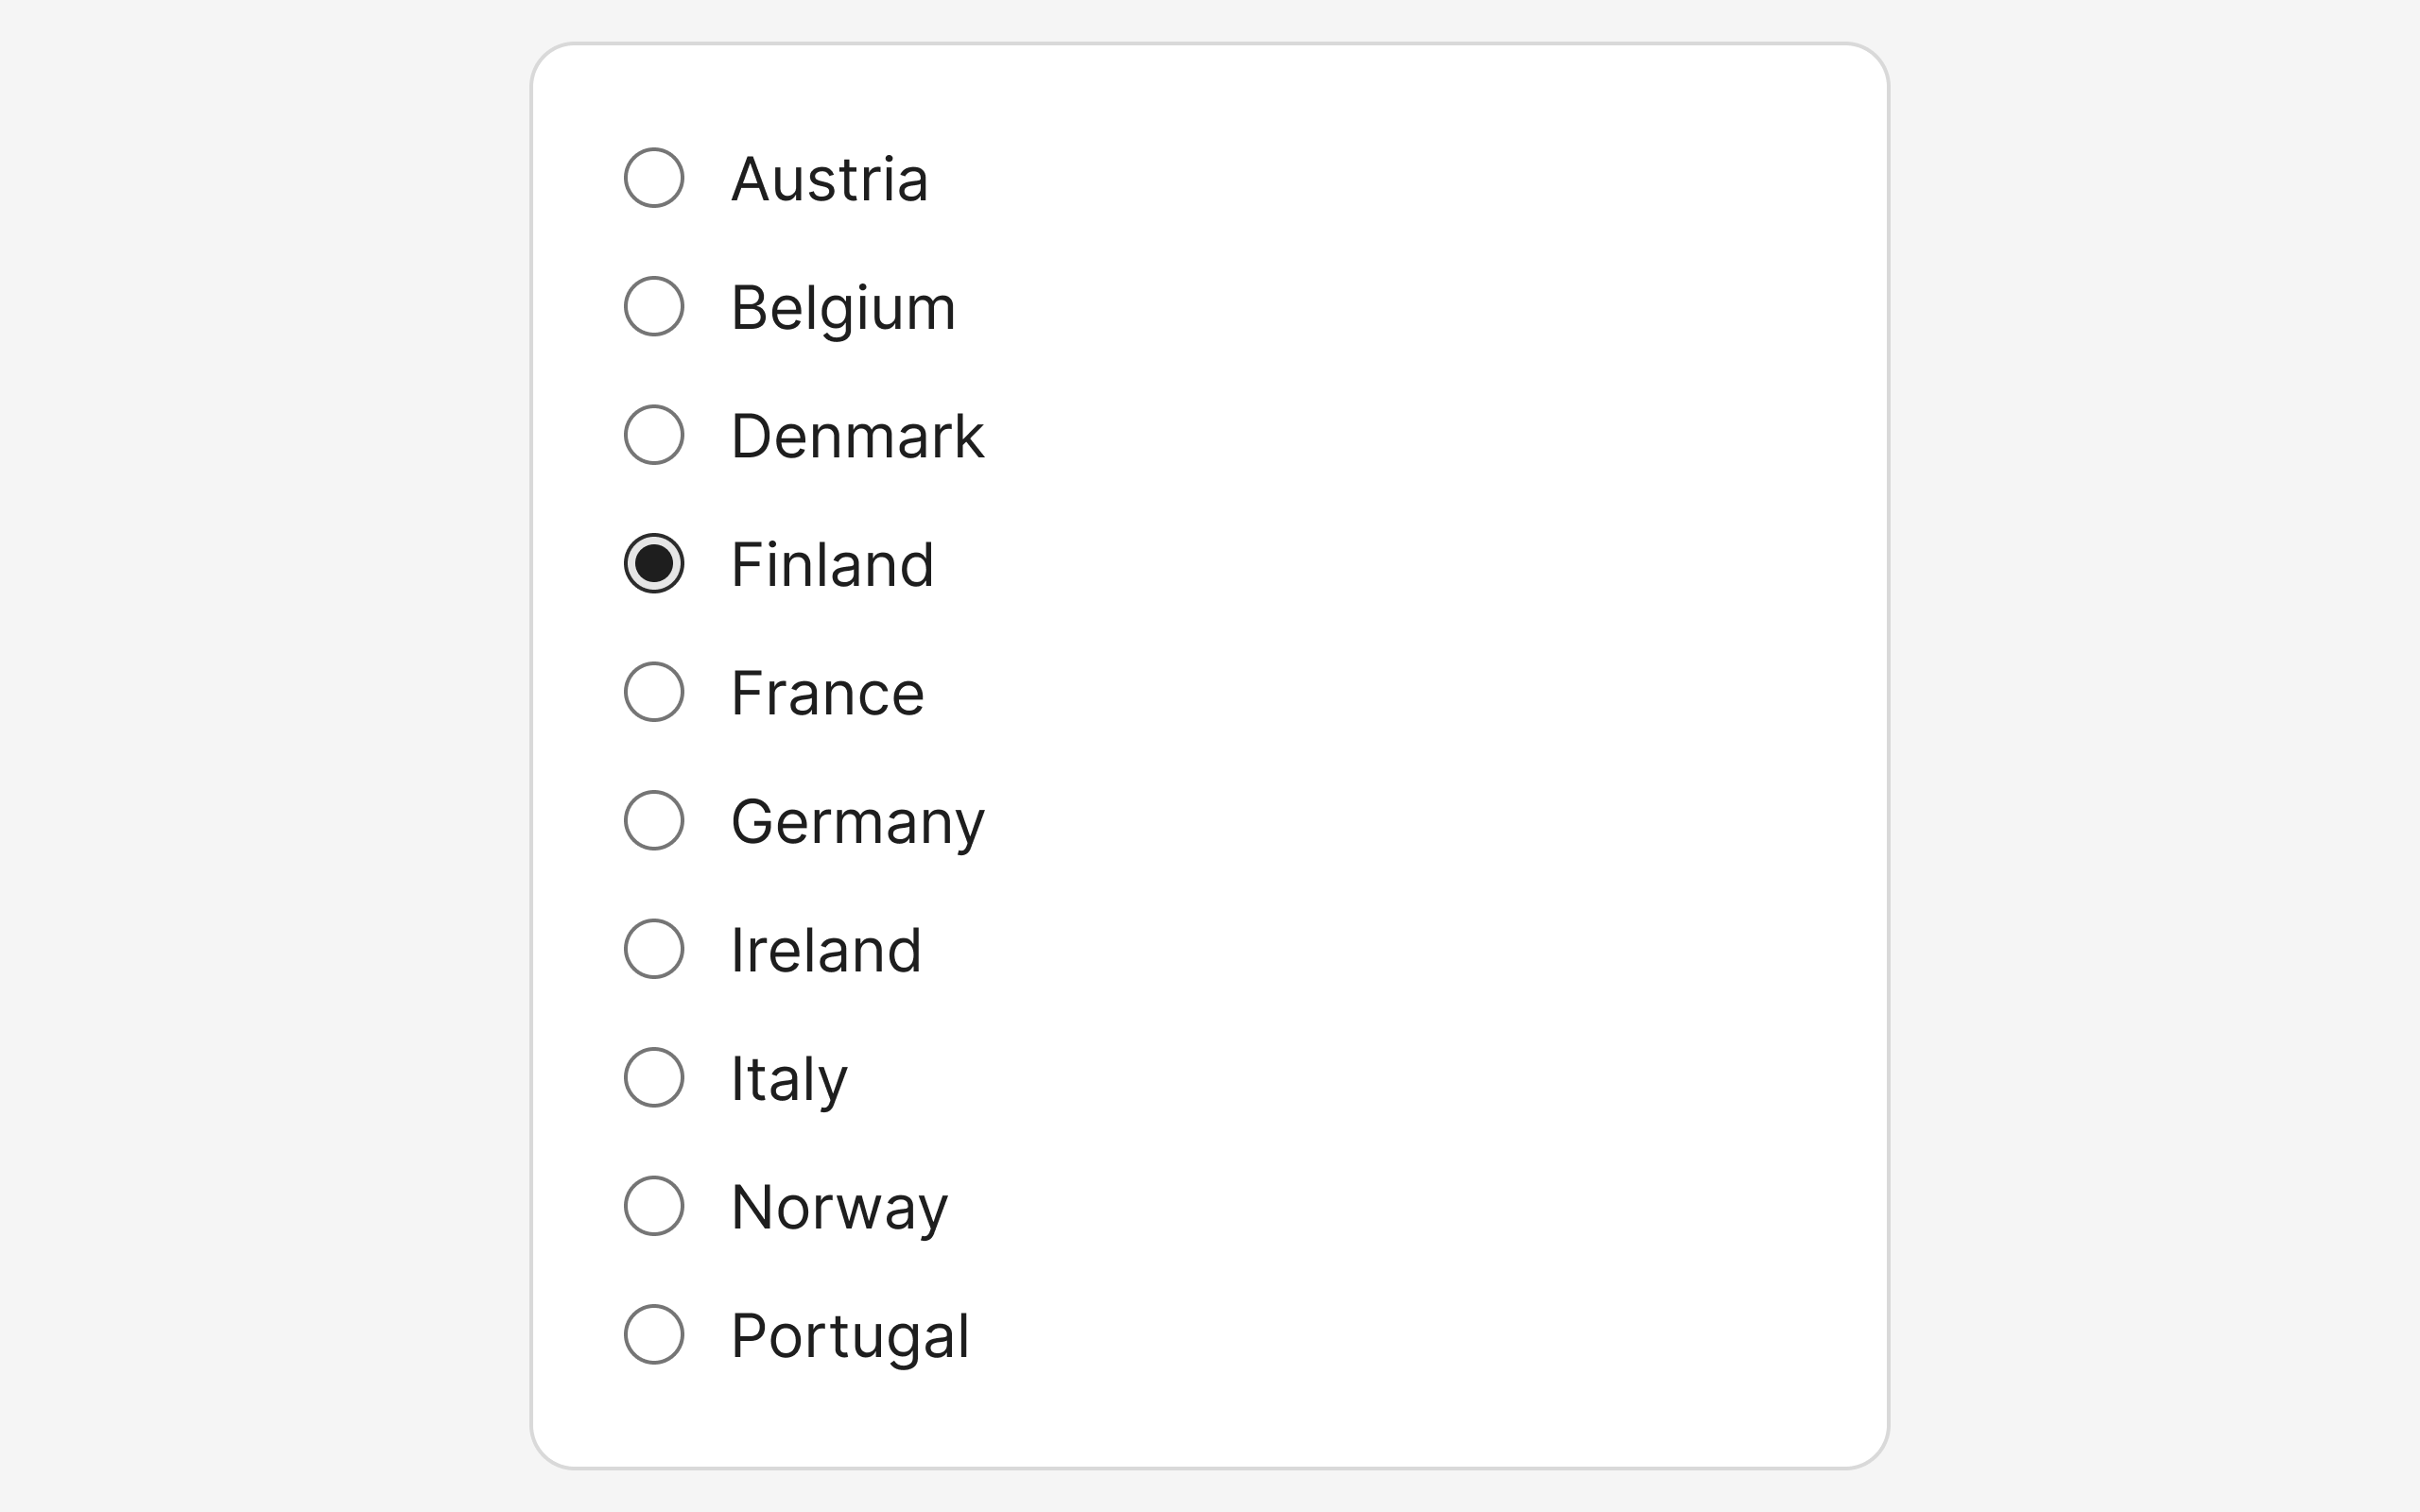 Austria
Belgium
Denmark
Finland
France
Germany
Ireland
Italy
Norway
Portugal